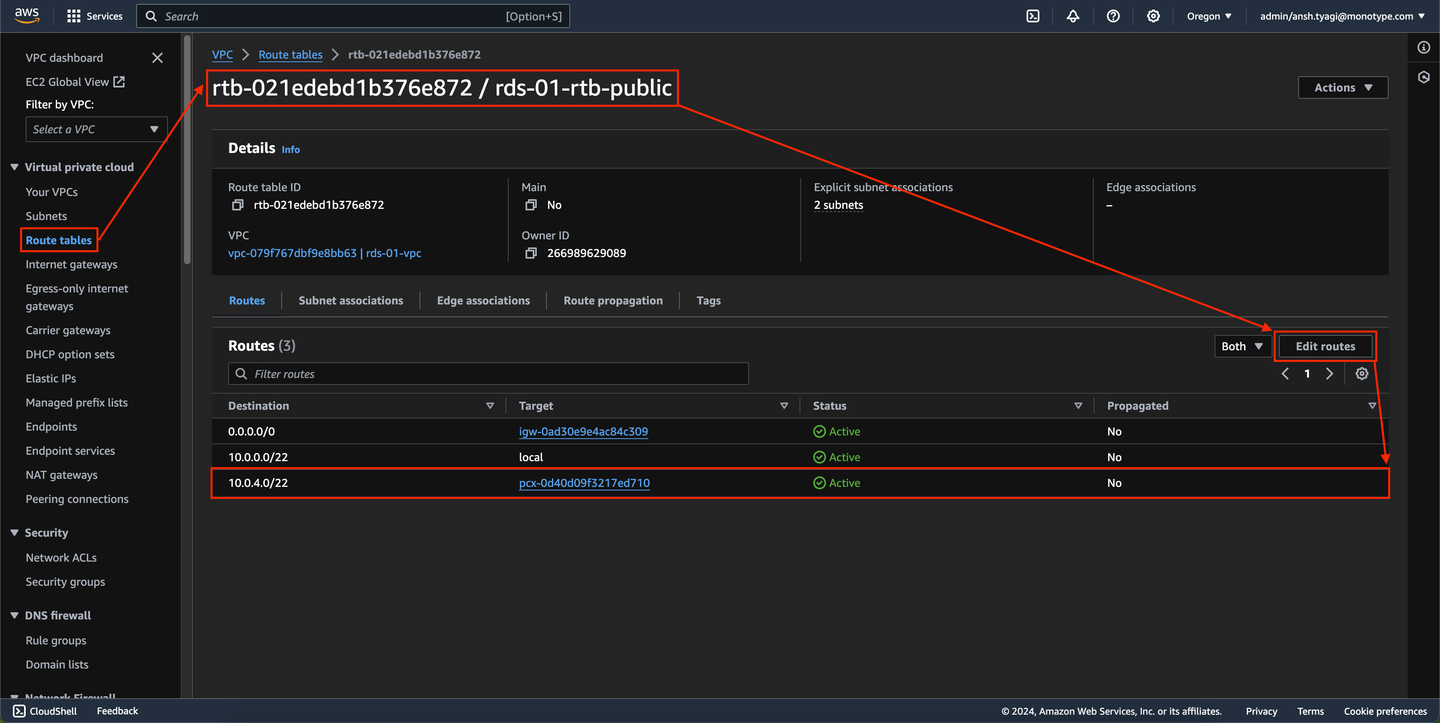 aws
Services
Search
[Option+S]
Oregon
admin/ansh.tyagi@monotype.com
VPC dashboard
EC2 Global View
Filter by VPC:
Select a VPC
Virtual private cloud
Your VPCs
Subnets
Route tables
Internet gateways
Egress-only internet
gateways
Carrier gateways
DHCP option sets
Elastic IPs
Managed prefix lists
Endpoints
Endpoint services
NAT gateways
Peering connections
Security
Network ACLs
Security groups
DNS firewall
Rule groups
Domain lists
Network Firewall
VPC
Route tables
rtb-021edebd1b376e872
rtb-021edebd1b376e872 / rds-01-rtb-public
Actions
Details Info
Route table ID
rtb-021edebd1b376e872
VPC
vpc-079f767dbf9e8bb63 | rds-01-vpc
Main
No
Owner ID
266989629089
Explicit subnet associations
2 subnets
Edge associations
–
Routes
Subnet associations
Edge associations
Route propagation
Tags
Routes (3)
Both
Edit routes
Filter routes
1
Destination Target Status Propagated
0.0.0.0/0 igw-0ad30e9e4ac84c309 Active No
10.0.0.0/22 local Active No
10.0.4.0/22 pcx-0d40d09f3217ed710 Active No
CloudShell
Feedback
© 2024, Amazon Web Services, Inc. or its affiliates.
Privacy
Terms
Cookie preferences